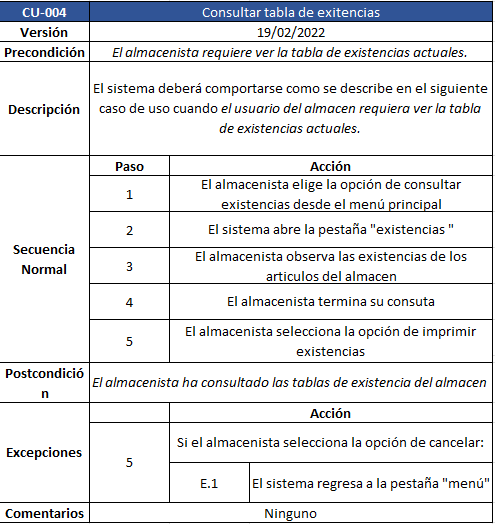 CU-004 Consultar tabla de exitencias
Versión 19/02/2022
Precondición El almacenista requiere ver la tabla de existencias actuales.
Descripción
El sistema deberá comportarse como se describe en el siguiente
caso de uso cuando el usuario del almacen requiera ver la tabla
de existencias actuales.
Secuencia
Normal
Paso Acción
1
El almacenista elige la opción de consultar
existencias desde el menú principal
2 El sistema abre la pestaña "existencias "
3
El almacenista observa las existencias de los
articulos del almacen
4 El almacenista termina su consuta
5
El almacenista selecciona la opción de imprimir
existencias
Postcondició
n
El almacenista ha consultado las tablas de existencia del almacen
Excepciones
Acción
5
Si el almacenista selecciona la opción de cancelar:
E.1 El sistema regresa a la pestaña "menú"
Comentarios Ninguno